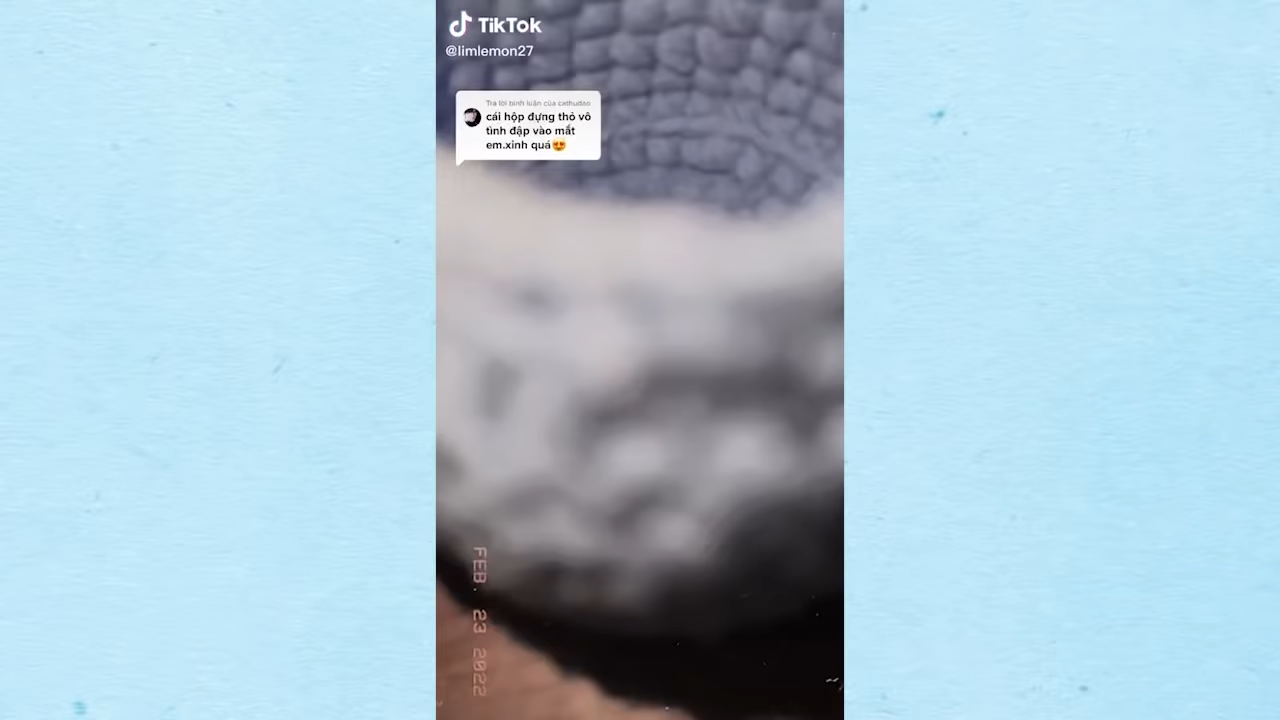 TikTok
@limlemon27
Trả lời bình luận của cathudao
cái hộp đựng thỏ vô
tình đập vào mắt
em.xinh quá😍
FEB. 23 2022